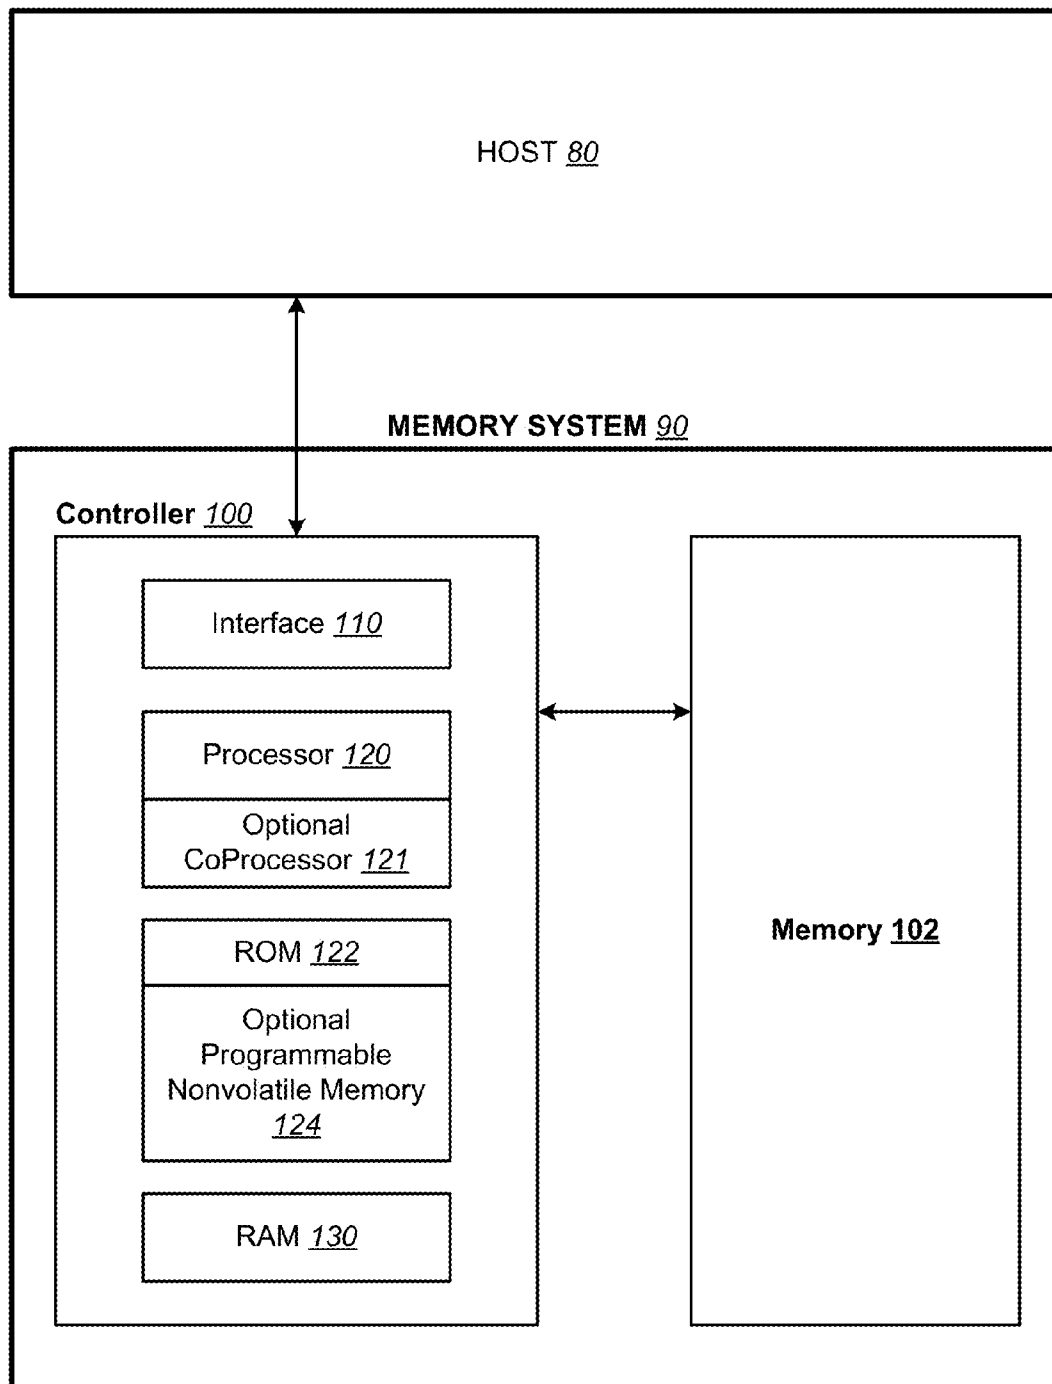 HOST 80
MEMORY SYSTEM 90
Controller 100
Interface 110
Processor 120
Optional
CoProcessor 121
ROM 122
Optional
Programmable
Nonvolatile Memory
124
RAM 130
Memory 102